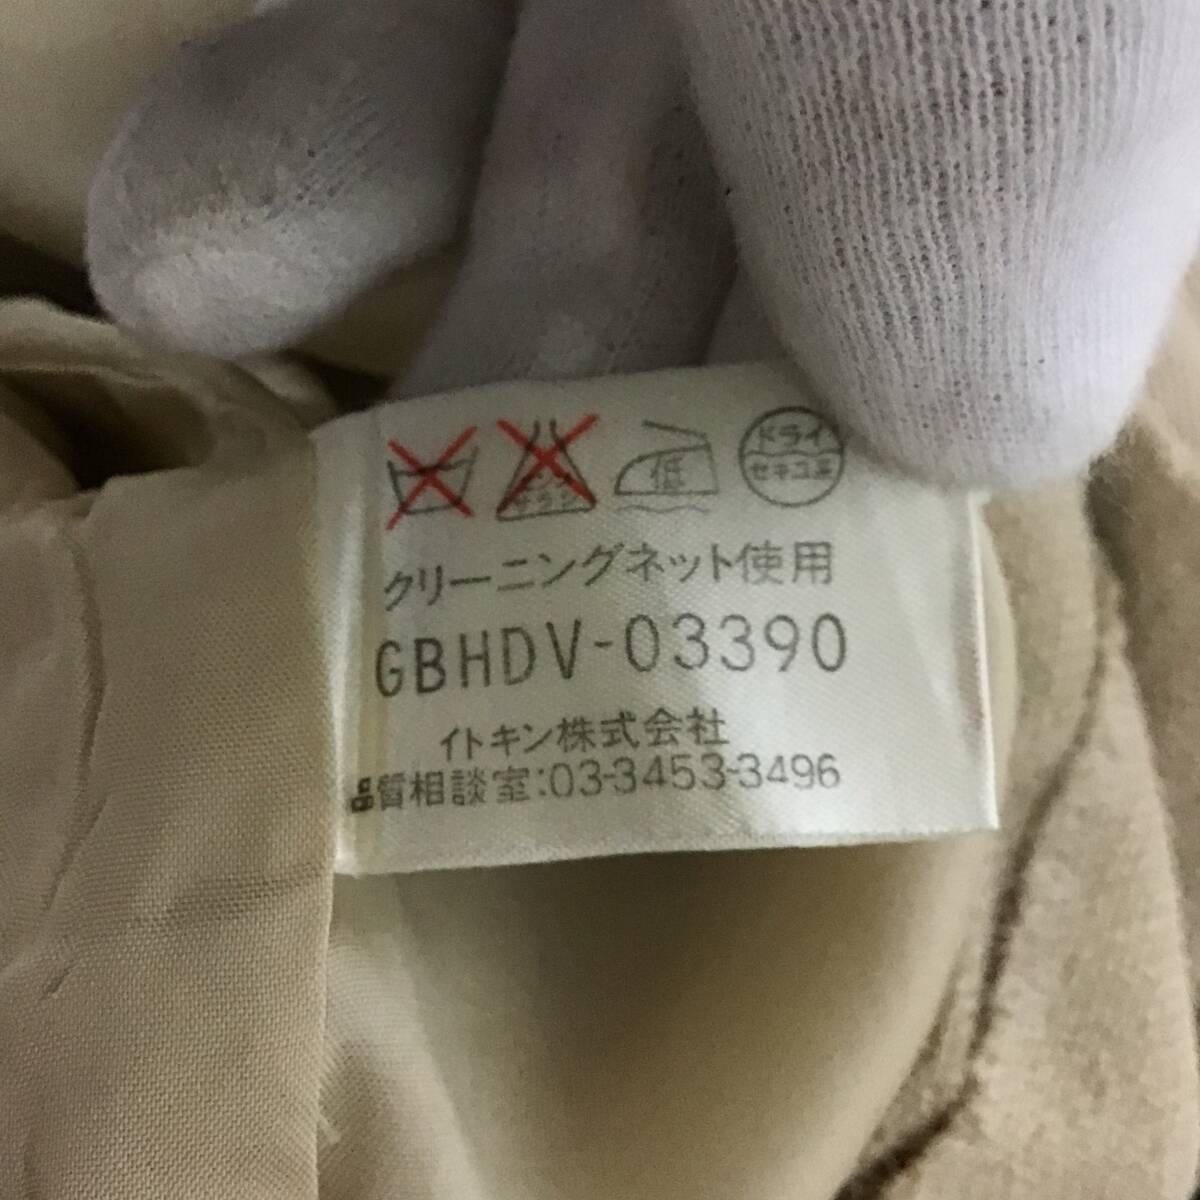 低 ドライ
セキユ系
クリーニングネット使用
GBHDV-03390
イトキン株式会社
品質相談室:03-3453-3496